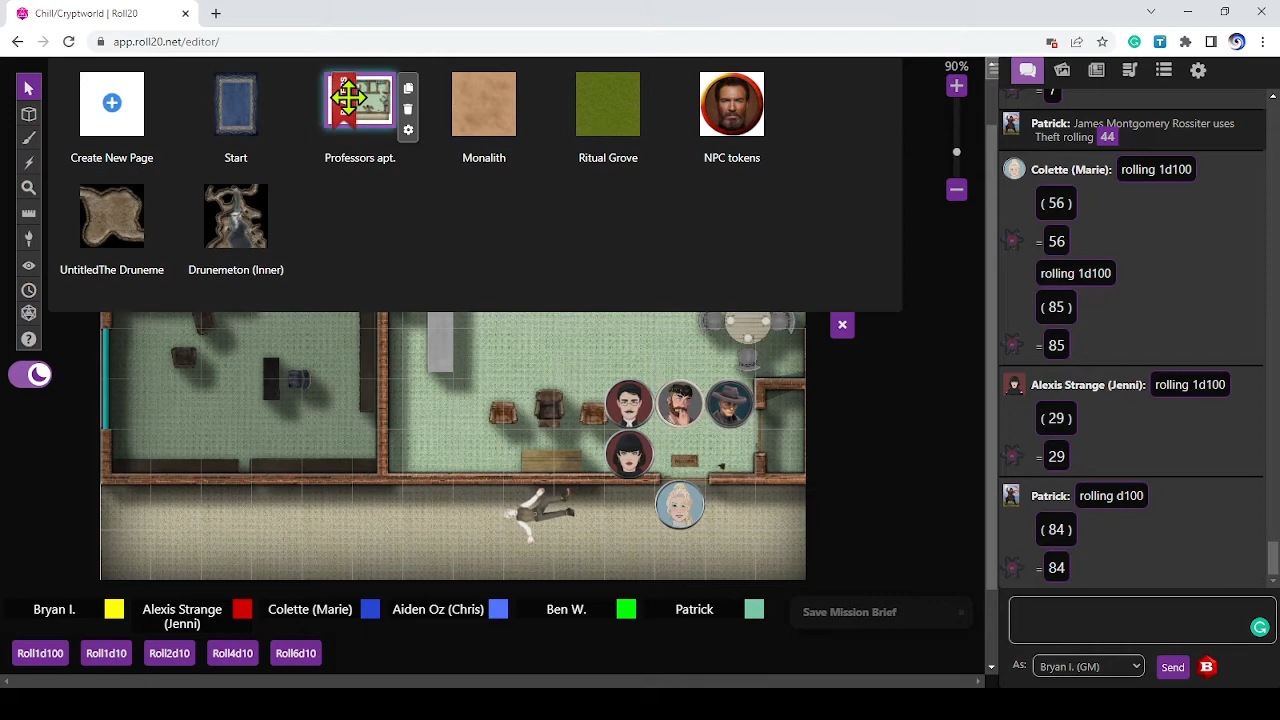 Chill/Cryptworld | Roll20
app.roll20.net/editor/
Create New Page
Start
Professors apt.
Monalith
Ritual Grove
NPC tokens
UntitledThe Druneme
Drunemeton (Inner)
90%
7
Patrick: James Montgomery Rossiter uses
Theft rolling 44
Colette (Marie): rolling 1d100
( 56 )
= 56
rolling 1d100
( 85 )
= 85
Alexis Strange (Jenni): rolling 1d100
( 29 )
= 29
Patrick: rolling d100
( 84 )
= 84
Bryan I.
Alexis Strange
(Jenni)
Colette (Marie)
Aiden Oz (Chris)
Ben W.
Patrick
Save Mission Brief
Roll1d100
Roll1d10
Roll2d10
Roll4d10
Roll6d10
As:
Bryan I. (GM)
Send